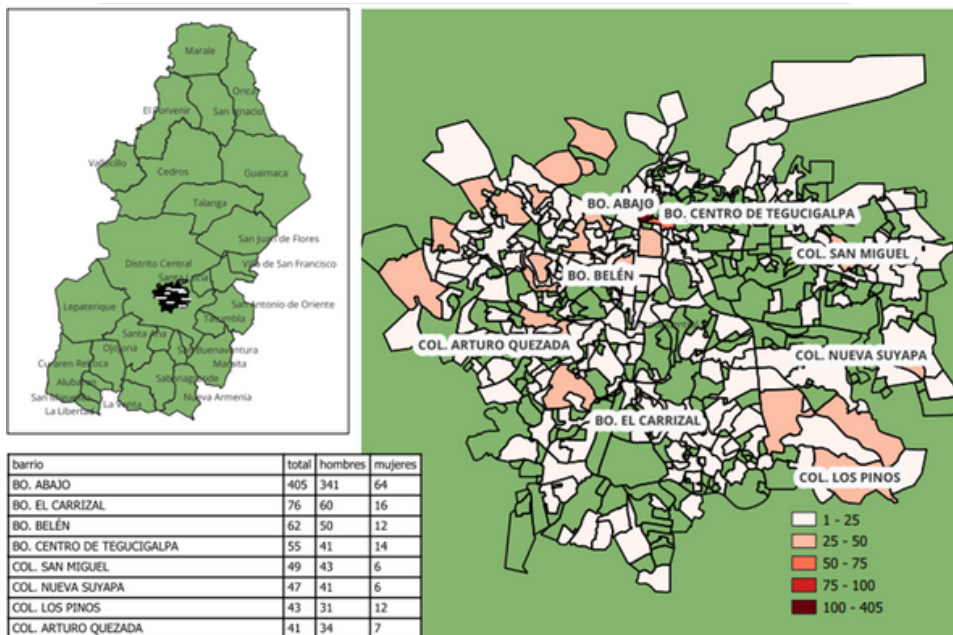 Marale
Orica
El Porvenir
San Ignacio
Vallecillo
Cedros
Guaimaca
Talanga
San Juan de Flores
Distrito Central
Villa de San Francisco
Santa Lucía
Lepaterique
San Antonio de Oriente
Tatumbla
Santa Ana
Ojojona
San Buenaventura
Curaren
Reitoca
Maraita
Alubaren
Sabanagrande
San Miguelito
La Venta
Nueva Armenia
La Libertad
BO. ABAJO
BO. CENTRO DE TEGUCIGALPA
COL. SAN MIGUEL
BO. BELÉN
COL. ARTURO QUEZADA
COL. NUEVA SUYAPA
BO. EL CARRIZAL
COL. LOS PINOS
1 - 25
25 - 50
50 - 75
75 - 100
100 - 405
barrio total hombres mujeres
BO. ABAJO 405 341 64
BO. EL CARRIZAL 76 60 16
BO. BELÉN 62 50 12
BO. CENTRO DE TEGUCIGALPA 55 41 14
COL. SAN MIGUEL 49 43 6
COL. NUEVA SUYAPA 47 41 6
COL. LOS PINOS 43 31 12
COL. ARTURO QUEZADA 41 34 7